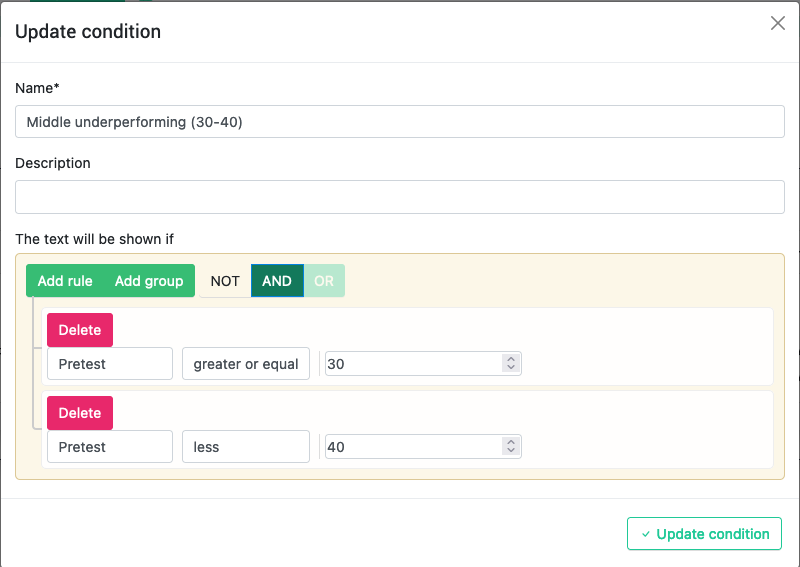 Update condition
Name*
Middle underperforming (30-40)
Description
The text will be shown if
Add rule Add group NOT AND OR
Delete
Pretest greater or equal 30
Delete
Pretest less 40
Update condition